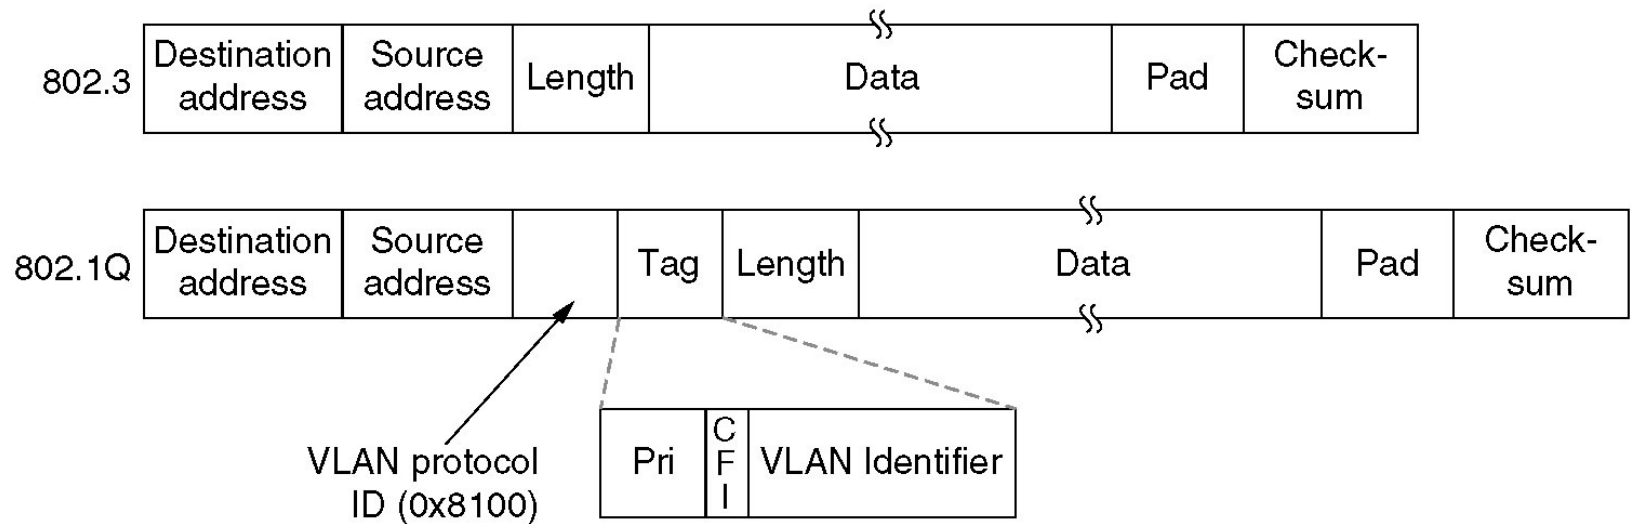 802.3
Destination
address
Source
address
Length
Data
Pad
Check-
sum
802.1Q
Destination
address
Source
address
Tag
Length
Data
Pad
Check-
sum
VLAN protocol
ID (0x8100)
Pri
C
F
I
VLAN Identifier